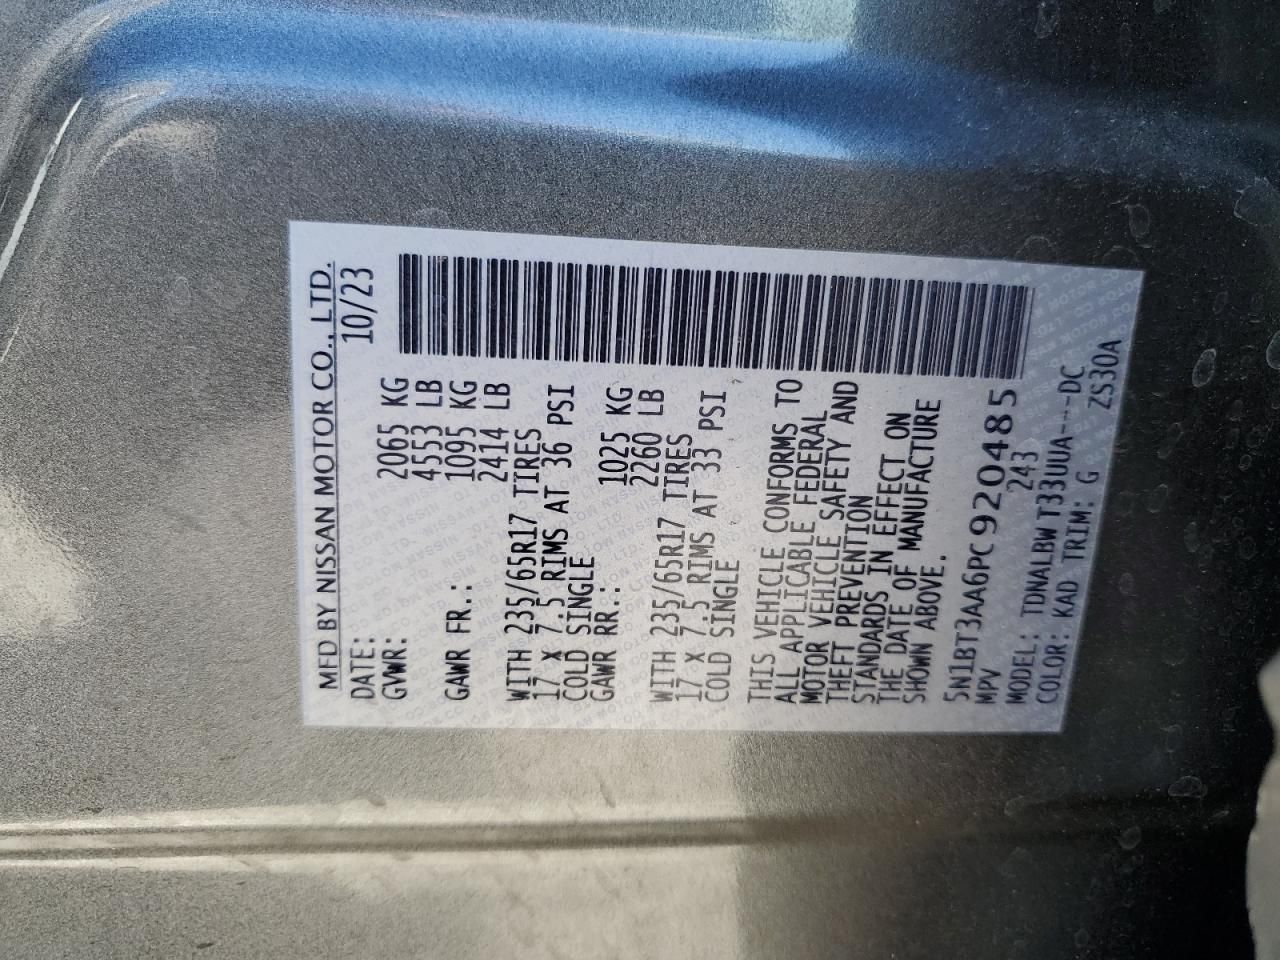 MFD BY NISSAN MOTOR CO., LTD.
DATE: 10/23
GVWR: 2065 KG
4553 LB
GAWR FR.: 1095 KG
2414 LB
WITH 235/65R17 TIRES
17 X 7.5 RIMS AT 36 PSI
COLD SINGLE
GAWR RR.: 1025 KG
2260 LB
WITH 235/65R17 TIRES
17 X 7.5 RIMS AT 33 PSI
COLD SINGLE
THIS VEHICLE CONFORMS TO
ALL APPLICABLE FEDERAL
MOTOR VEHICLE SAFETY AND
THEFT PREVENTION
STANDARDS IN EFFECT ON
THE DATE OF MANUFACTURE
SHOWN ABOVE.
5N1BT3AA6PC920485
MPV 243
MODEL: TDNALBW T33UUA----DC
COLOR: KAD TRIM: G ZS30A